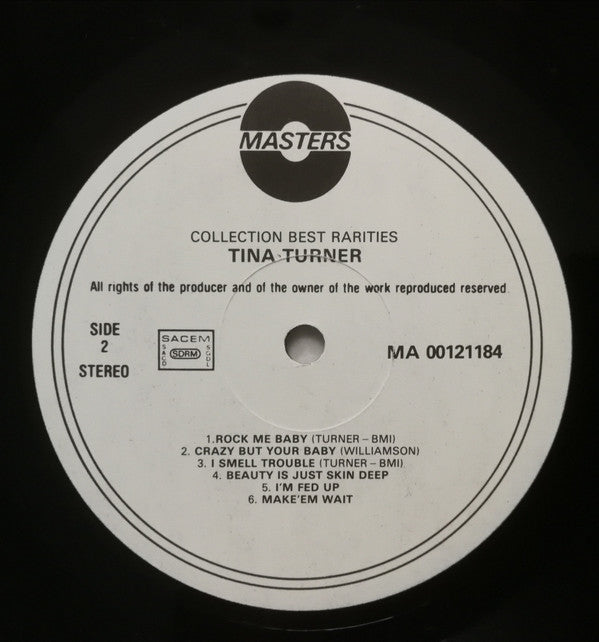 MASTERS
COLLECTION BEST RARITIES
TINA TURNER
All rights of the producer and of the owner of the work reproduced reserved
SIDE
2
STEREO
SACEM
SACD
SDRM
SGDL
MA 00121184
1.ROCK ME BABY (TURNER – BMI)
2. CRAZY BUT YOUR BABY (WILLIAMSON)
3. I SMELL TROUBLE (TURNER – BMI)
4. BEAUTY IS JUST SKIN DEEP
5. I'M FED UP
6. MAKE'EM WAIT